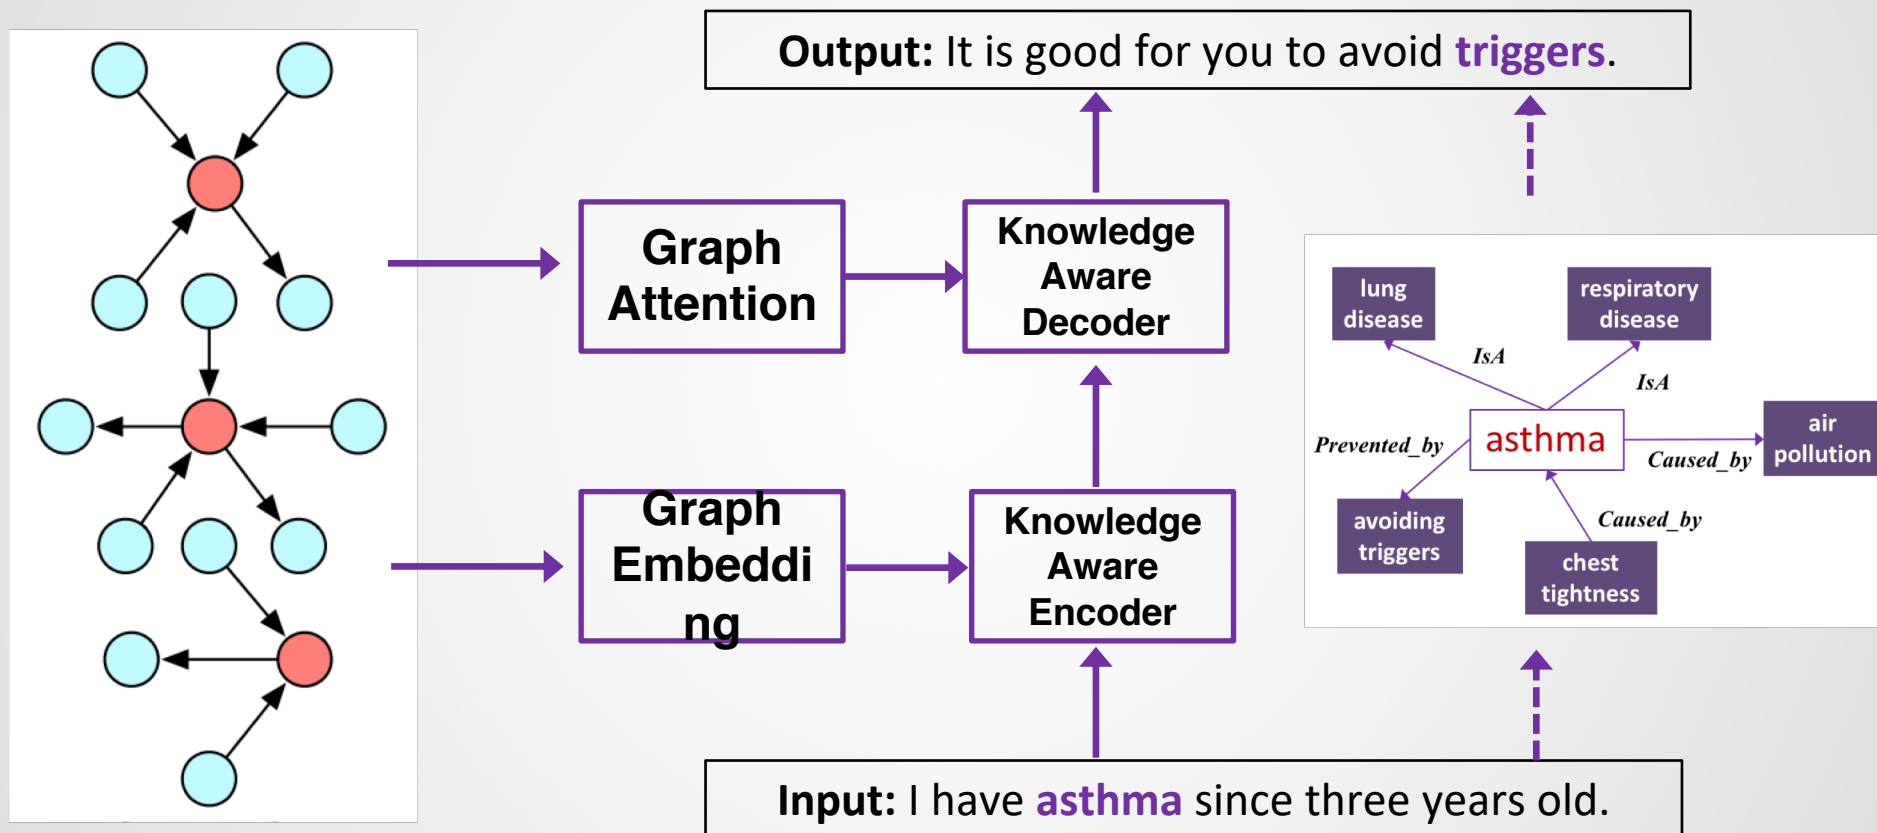 Output: It is good for you to avoid triggers.
Graph
Attention
Knowledge
Aware
Decoder
lung
disease
respiratory
disease
IsA
IsA
asthma
air
pollution
Prevented_by
Caused_by
avoiding
triggers
Caused_by
chest
tightness
Graph
Embeddi
ng
Knowledge
Aware
Encoder
Input: I have asthma since three years old.